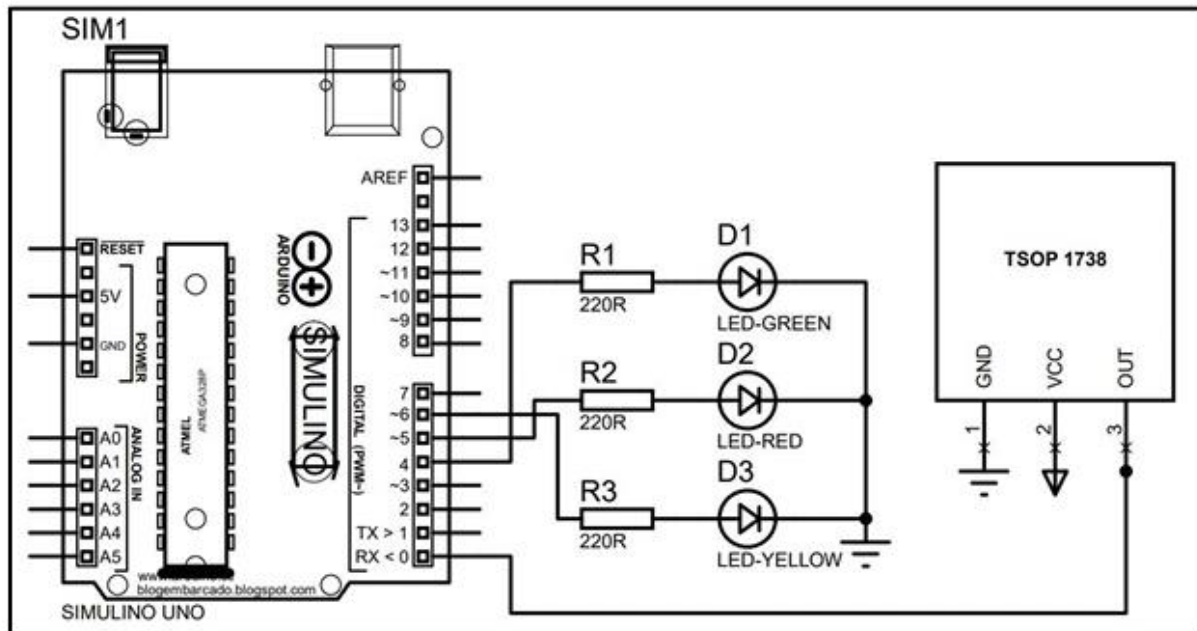 SIM1
AREF
13
12
~11
~10
~9
~8
7
~6
~5
4
~3
2
TX > 1
RX < 0
DIGITAL (PWM~)
RESET
5V
GND
POWER
A0
A1
A2
A3
A4
A5
ANALOG IN
ATMEL
ATMEGA328P
ARDUINO
SIMULINO
blogembarcado.blogspot.com
SIMULINO UNO
R1
220R
D1
LED-GREEN
R2
220R
D2
LED-RED
R3
220R
D3
LED-YELLOW
TSOP 1738
GND
VCC
OUT
1
2
3